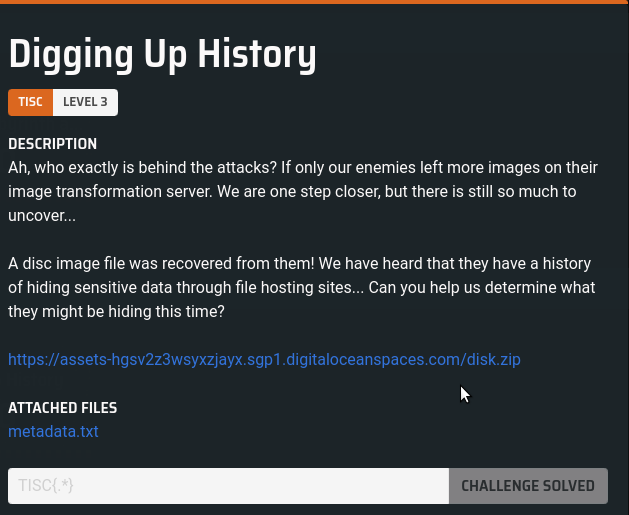 Digging Up History
TISC LEVEL 3
DESCRIPTION
Ah, who exactly is behind the attacks? If only our enemies left more images on their
image transformation server. We are one step closer, but there is still so much to
uncover...
A disc image file was recovered from them! We have heard that they have a history
of hiding sensitive data through file hosting sites... Can you help us determine what
they might be hiding this time?
https://assets-hgsv2z3wsyxzjayx.sgp1.digitaloceanspaces.com/disk.zip
ATTACHED FILES
metadata.txt
TISC{.*} CHALLENGE SOLVED